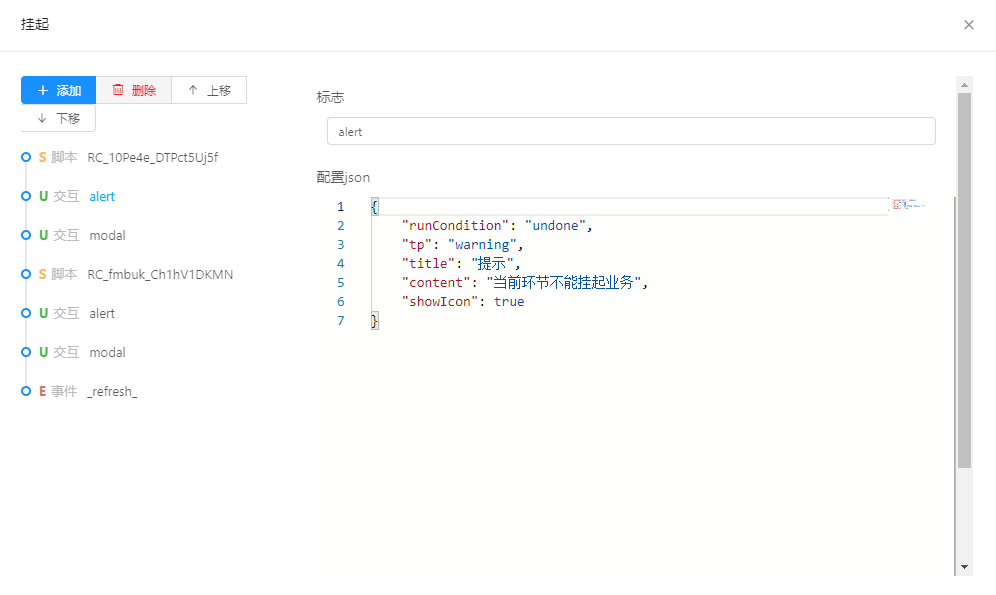 挂起
添加 删除 上移
下移
S 脚本 RC_10Pe4e_DTPct5Uj5f
U 交互 alert
U 交互 modal
S 脚本 RC_fmbuk_Ch1hV1DKMN
U 交互 alert
U 交互 modal
E 事件 _refresh_
标志
alert
配置json
1 {
2 "runCondition": "undone",
3 "tp": "warning",
4 "title": "提示",
5 "content": "当前环节不能挂起业务",
6 "showIcon": true
7 }